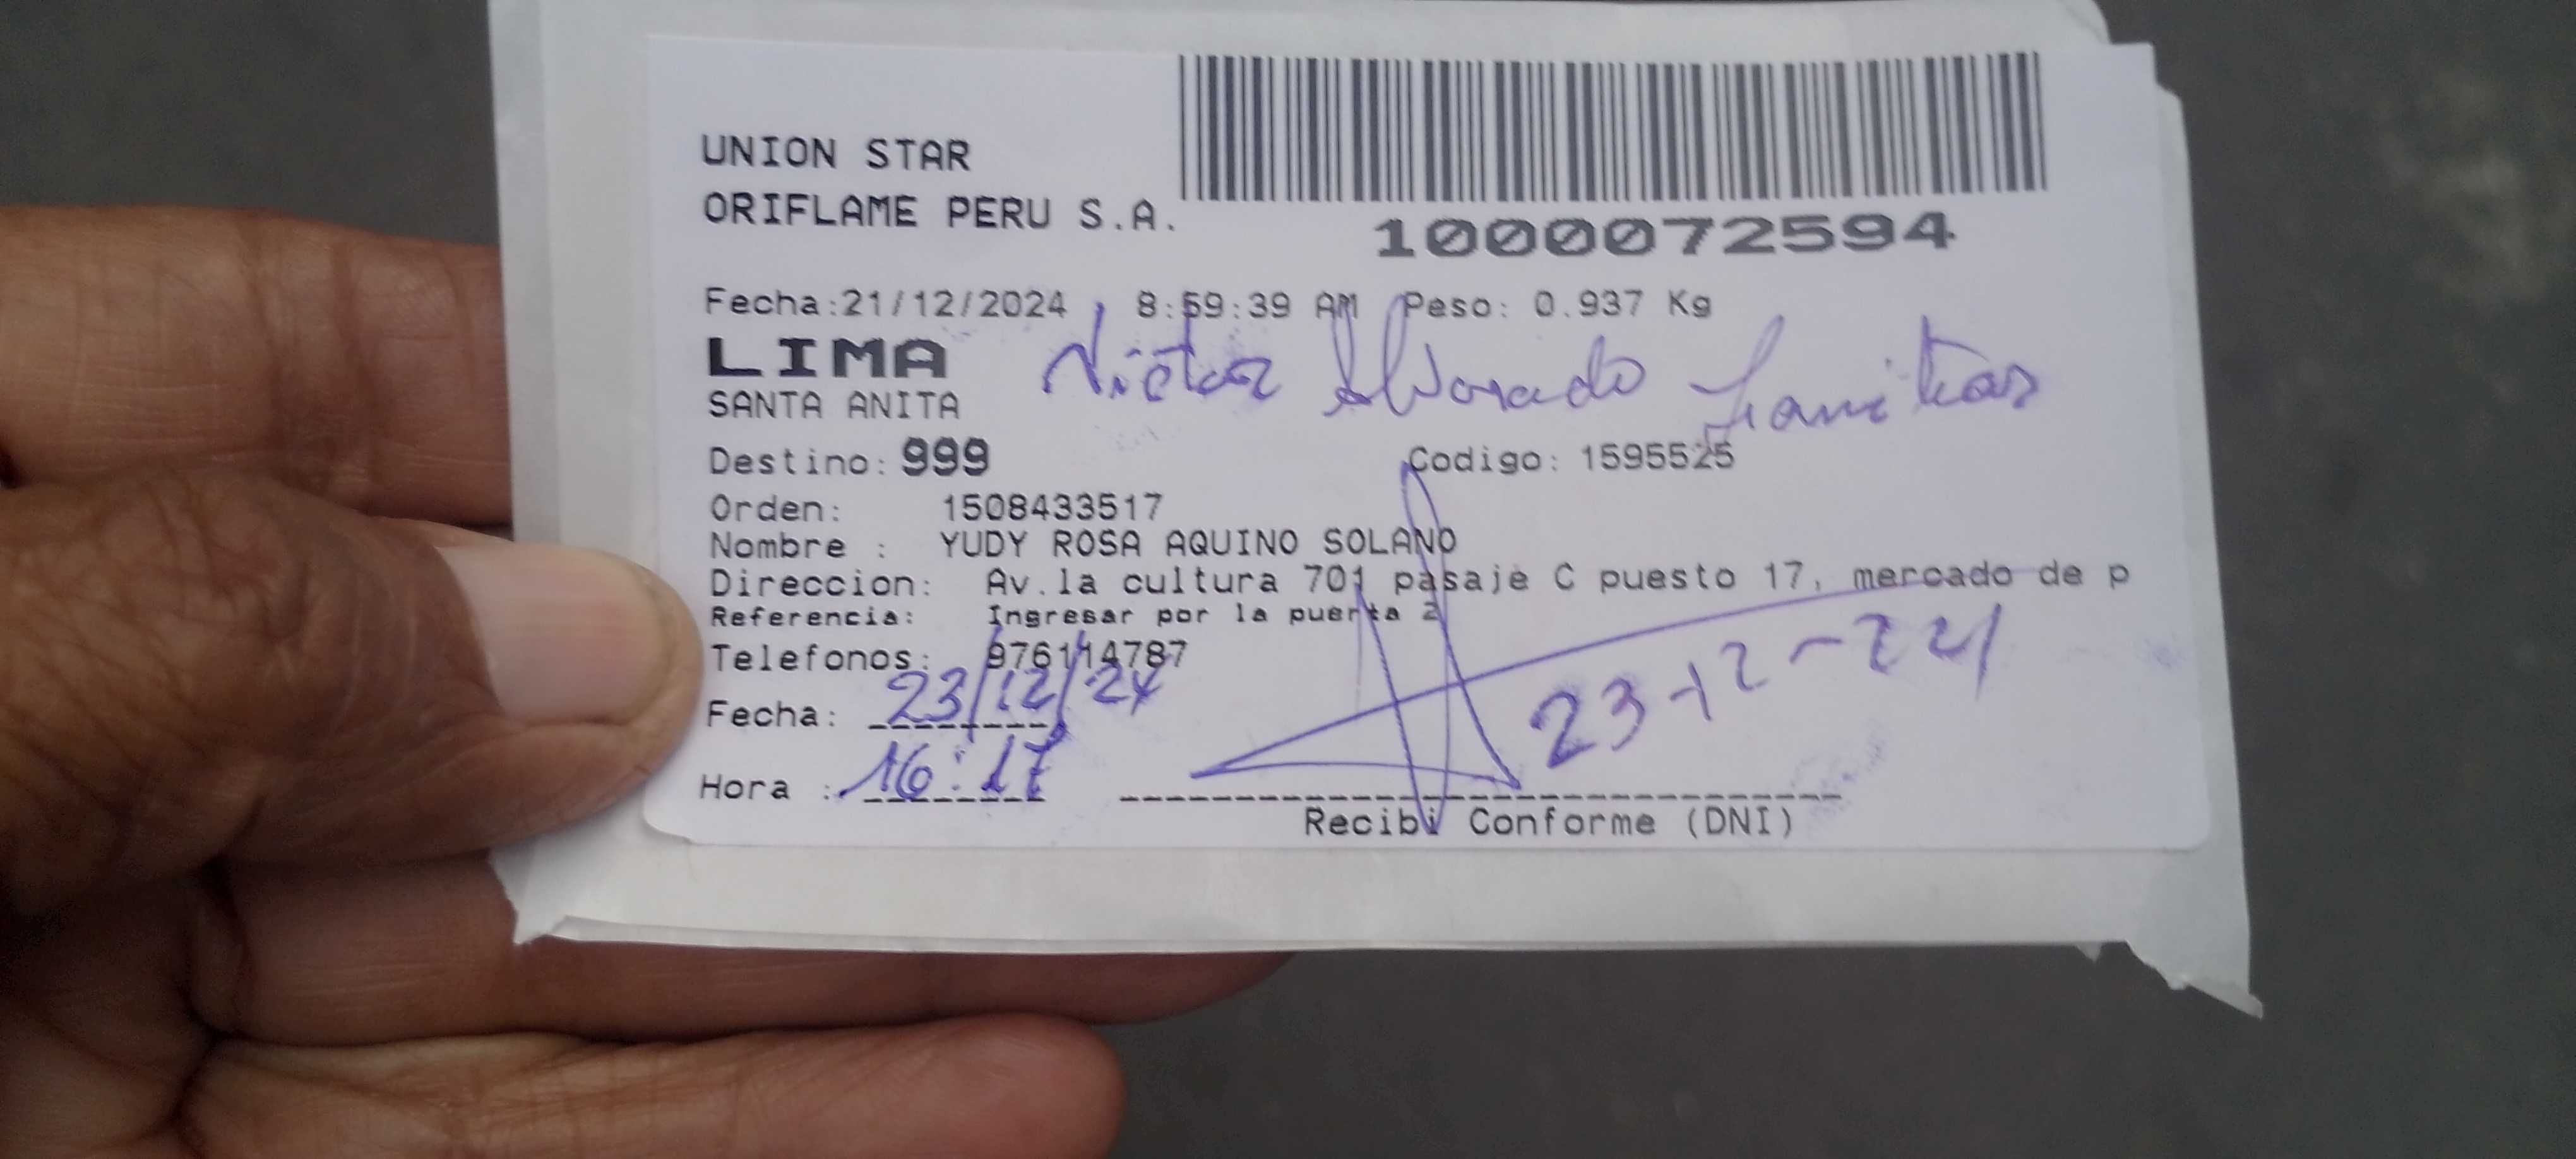 UNION STAR
ORIFLAME PERU S.A.
1000072594
Fecha:21/12/2024 8:59:39 AM Peso: 0.937 Kg
LIMA
Victor Alvarado
SANTA ANITA
Destino: 999 Codigo: 1595525
Orden: 1508433517
Nombre : YUDY ROSA AQUINO SOLANO
Direccion: Av.la cultura 701 pasaje C puesto 17, mercado de p
Referencia: Ingresar por la puerta 2
Telefonos: 976114787
Fecha: 23/12/24
23-12-24
Hora : 16:17
Recibi Conforme (DNI)